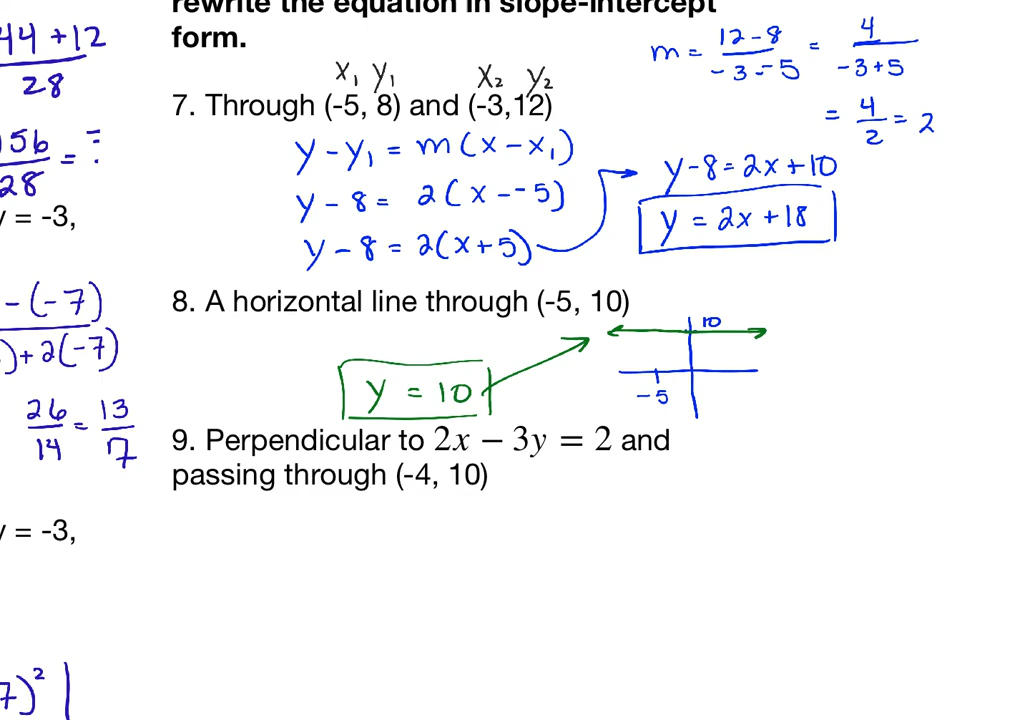 rewrite the equation in slope-intercept
form.
44 + 12
28
156
28
= ?
y = -3,
- (-7)
) + 2(-7)
26/14 = 13/7
y = -3,
7)² |
x₁ y₁ x₂ y₂
7. Through (-5, 8) and (-3,12)
m = (12 - 8)/(-3 - -5) = 4/(-3 + 5)
= 4/2 = 2
y - y₁ = m(x - x₁)
y - 8 = 2(x - -5)
y - 8 = 2(x + 5)
y - 8 = 2x + 10
y = 2x + 18
8. A horizontal line through (-5, 10)
10
-5
y = 10
9. Perpendicular to 2x − 3y = 2 and
passing through (-4, 10)